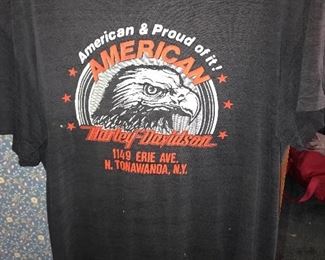 American & Proud of it!
AMERICAN
Harley-Davidson
1149 ERIE AVE.
N. TONAWANDA, N.Y.